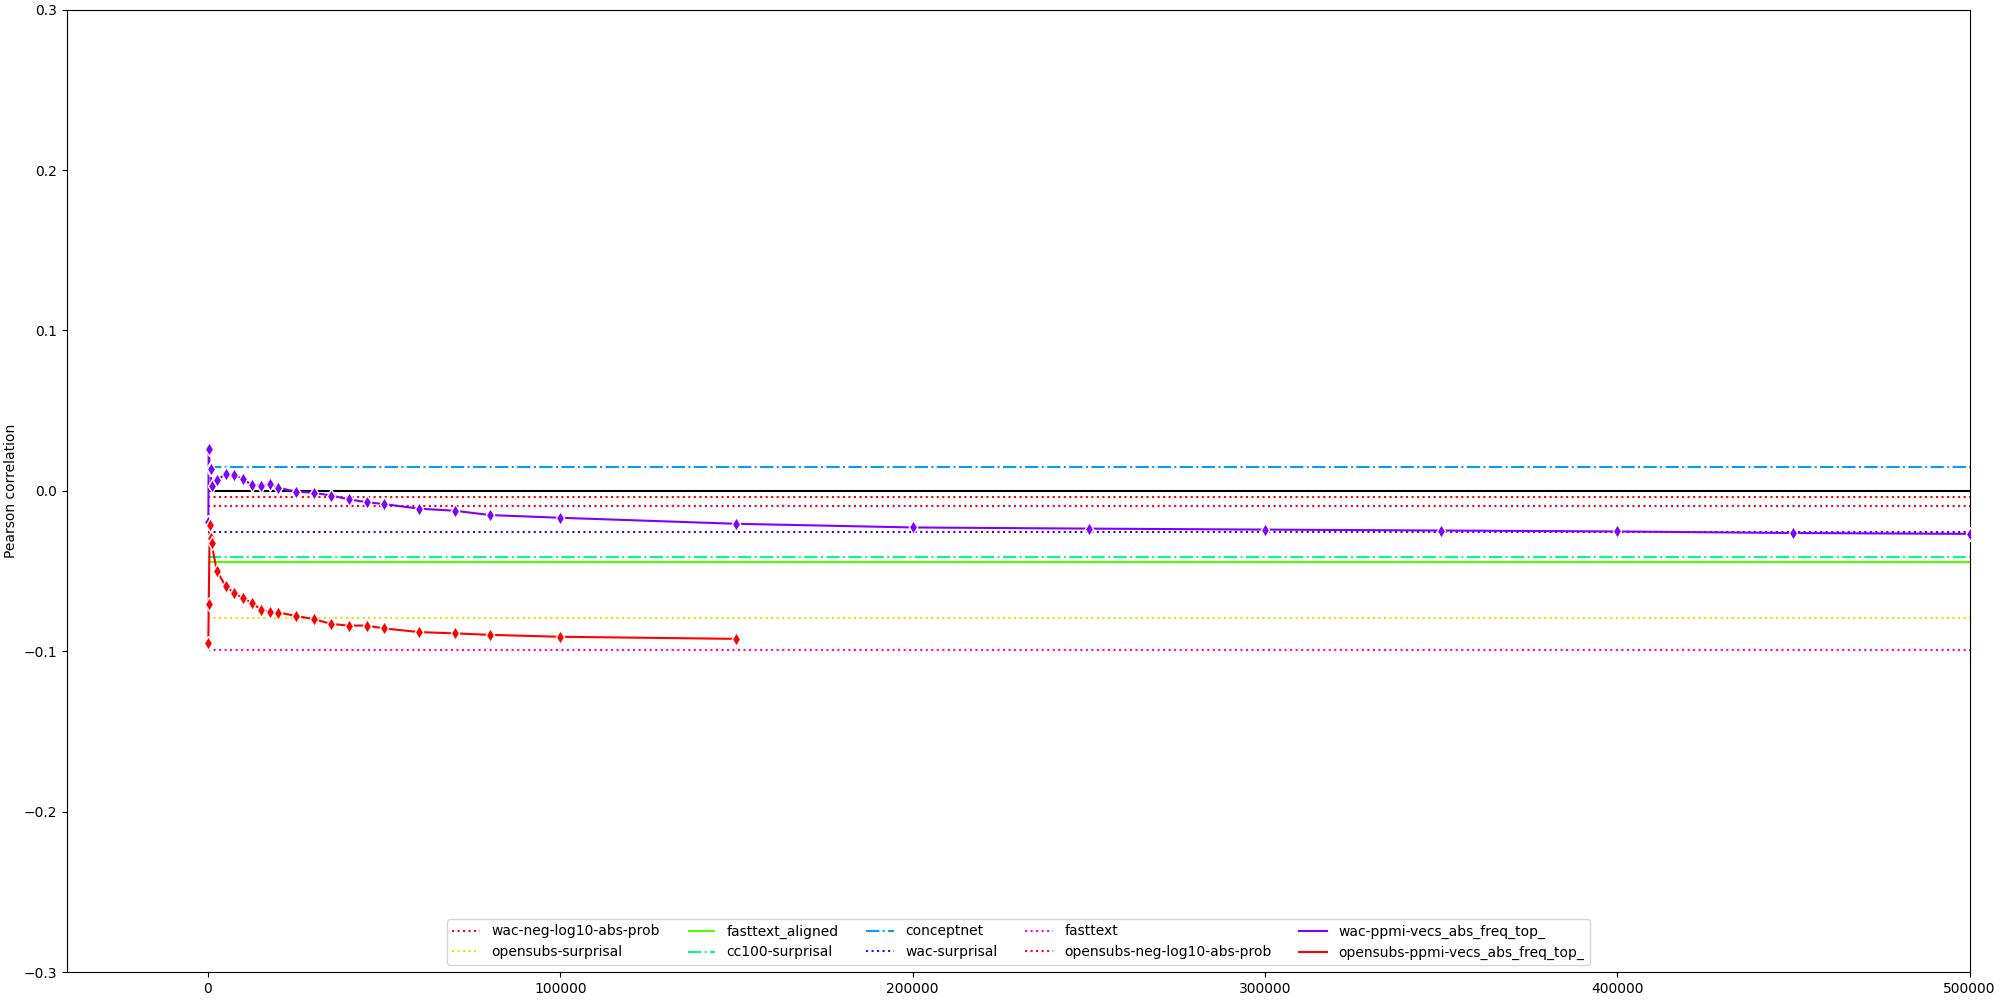 0.3
0.2
0.1
0.0
−0.1
−0.2
−0.3
Pearson correlation
wac-neg-log10-abs-prob fasttext_aligned conceptnet fasttext wac-ppmi-vecs_abs_freq_top_
opensubs-surprisal cc100-surprisal wac-surprisal opensubs-neg-log10-abs-prob opensubs-ppmi-vecs_abs_freq_top_
0 100000 200000 300000 400000 500000